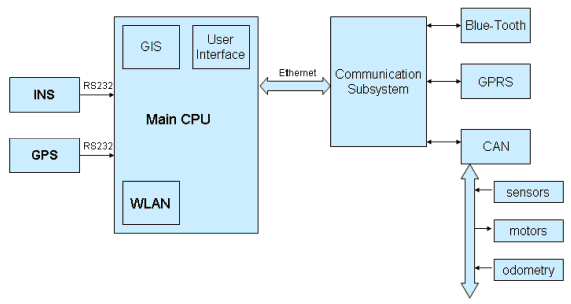 GIS
User
Interface
Blue-Tooth
INS
RS232
Ethernet
Communication
Subsystem
GPRS
Main CPU
GPS
RS232
CAN
WLAN
sensors
motors
odometry